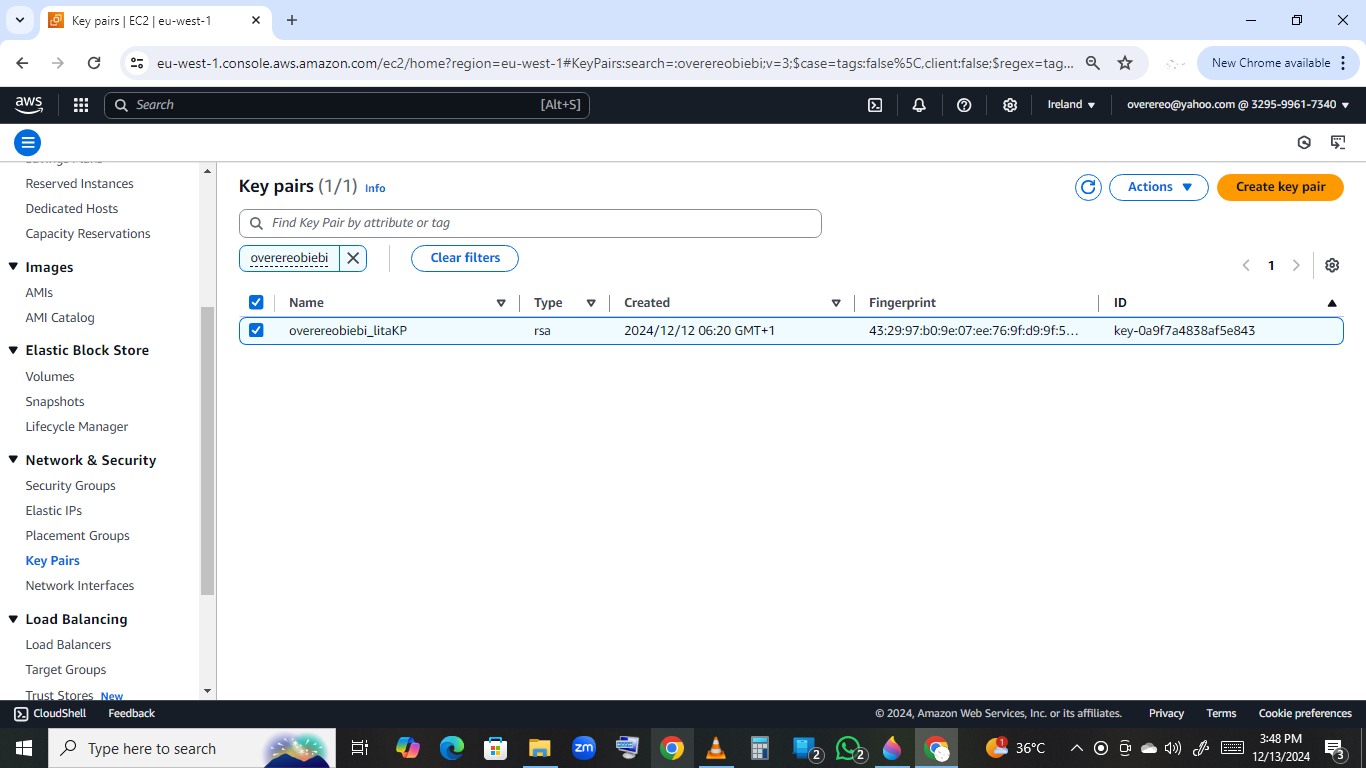 Key pairs | EC2 | eu-west-1
eu-west-1.console.aws.amazon.com/ec2/home?region=eu-west-1#KeyPairs:search=:overereobiebi;v=3;$case=tags:false%5C,client:false;$regex=tag...
New Chrome available
aws
Search
[Alt+S]
Ireland
overereo@yahoo.com @ 3295-9961-7340
Savings Plans
Reserved Instances
Dedicated Hosts
Capacity Reservations
Images
AMIs
AMI Catalog
Elastic Block Store
Volumes
Snapshots
Lifecycle Manager
Network & Security
Security Groups
Elastic IPs
Placement Groups
Key Pairs
Network Interfaces
Load Balancing
Load Balancers
Target Groups
Trust Stores New
Key pairs (1/1) Info
Actions
Create key pair
Find Key Pair by attribute or tag
overereobiebi
Clear filters
1
Name Type Created Fingerprint ID
overereobiebi_litaKP rsa 2024/12/12 06:20 GMT+1 43:29:97:b0:9e:07:ee:76:9f:d9:9f:5... key-0a9f7a4838af5e843
CloudShell Feedback
© 2024, Amazon Web Services, Inc. or its affiliates. Privacy Terms Cookie preferences
Type here to search
zm
2
2
1
36°C
3:48 PM
12/13/2024
3